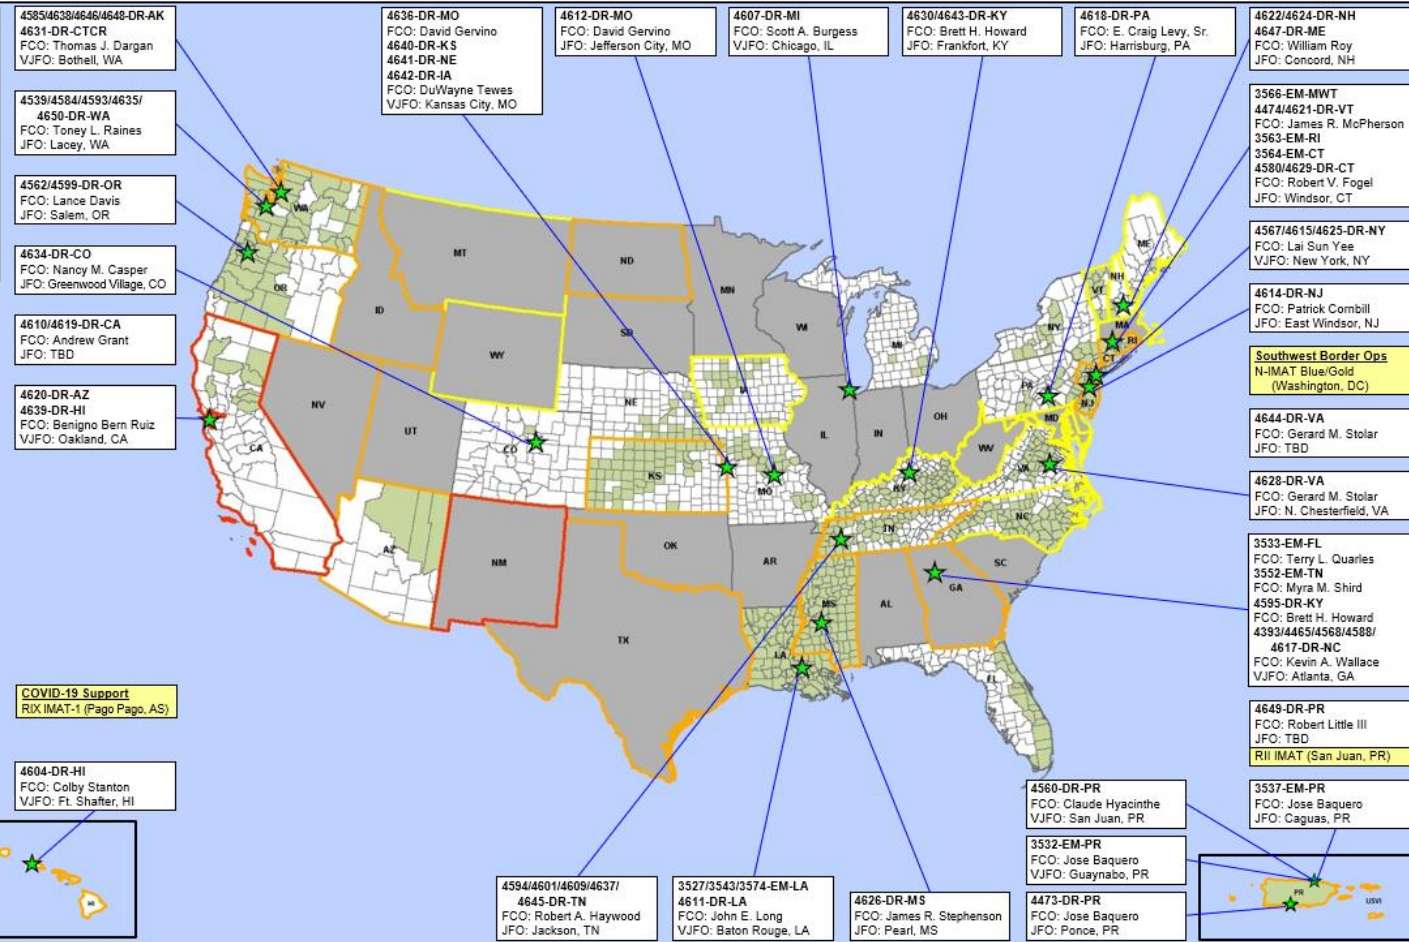 4585/4638/4646/4648-DR-AK
4631-DR-CTCR
FCO: Thomas J. Dargan
VJFO: Bothell, WA
4539/4584/4593/4635/
4650-DR-WA
FCO: Toney L. Raines
JFO: Lacey, WA
4562/4599-DR-OR
FCO: Lance Davis
JFO: Salem, OR
4634-DR-CO
FCO: Nancy M. Casper
JFO: Greenwood Village, CO
4610/4619-DR-CA
FCO: Andrew Grant
JFO: TBD
4620-DR-AZ
4639-DR-HI
FCO: Benigno Bern Ruiz
VJFO: Oakland, CA
COVID-19 Support
RIX IMAT-1 (Pago Pago, AS)
4604-DR-HI
FCO: Colby Stanton
VJFO: Ft. Shafter, HI
4636-DR-MO
FCO: David Gervino
4640-DR-KS
4641-DR-NE
4642-DR-IA
FCO: DuWayne Tewes
VJFO: Kansas City, MO
4612-DR-MO
FCO: David Gervino
JFO: Jefferson City, MO
4607-DR-MI
FCO: Scott A. Burgess
VJFO: Chicago, IL
4630/4643-DR-KY
FCO: Brett H. Howard
JFO: Frankfort, KY
4618-DR-PA
FCO: E. Craig Levy, Sr.
JFO: Harrisburg, PA
4622/4624-DR-NH
4647-DR-ME
FCO: William Roy
JFO: Concord, NH
3566-EM-MWT
4474/4621-DR-VT
FCO: James R. McPherson
3563-EM-RI
3564-EM-CT
4580/4629-DR-CT
FCO: Robert V. Fogel
JFO: Windsor, CT
4567/4615/4625-DR-NY
FCO: Lai Sun Yee
VJFO: New York, NY
4614-DR-NJ
FCO: Patrick Cornbill
JFO: East Windsor, NJ
Southwest Border Ops
N-IMAT Blue/Gold
(Washington, DC)
4644-DR-VA
FCO: Gerard M. Stolar
JFO: TBD
4628-DR-VA
FCO: Gerard M. Stolar
JFO: N. Chesterfield, VA
3533-EM-FL
FCO: Terry L. Quarles
3552-EM-TN
FCO: Myra M. Shird
4595-DR-KY
FCO: Brett H. Howard
4393/4465/4568/4588/
4617-DR-NC
FCO: Kevin A. Wallace
VJFO: Atlanta, GA
4649-DR-PR
FCO: Robert Little III
JFO: TBD
RII IMAT (San Juan, PR)
4560-DR-PR
FCO: Claude Hyacinthe
VJFO: San Juan, PR
3537-EM-PR
FCO: Jose Baquero
JFO: Caguas, PR
3532-EM-PR
FCO: Jose Baquero
VJFO: Guaynabo, PR
4473-DR-PR
FCO: Jose Baquero
JFO: Ponce, PR
4594/4601/4609/4637/
4645-DR-TN
FCO: Robert A. Haywood
JFO: Jackson, TN
3527/3543/3574-EM-LA
4611-DR-LA
FCO: John E. Long
VJFO: Baton Rouge, LA
4626-DR-MS
FCO: James R. Stephenson
JFO: Pearl, MS
WA
MT
ND
MN
ME
OR
ID
SD
WI
MI
NY
VT
NH
MA
RI
CT
WY
IA
PA
NJ
NV
UT
CO
NE
IL
IN
OH
MD
WV
VA
CA
KS
MO
KY
AZ
NM
OK
AR
TN
NC
SC
TX
LA
MS
AL
GA
FL
HI
PR
USVI